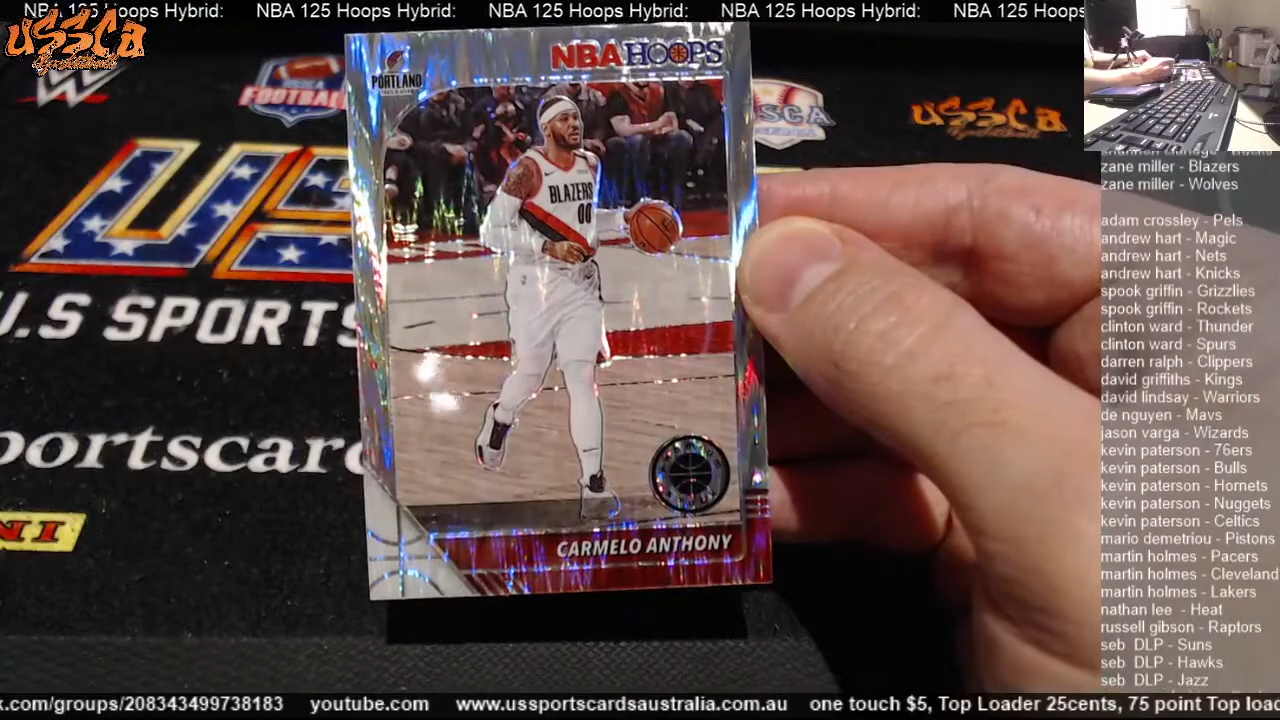 NBA 125 Hoops Hybrid: NBA 125 Hoops Hybrid: NBA 125 Hoops Hybrid: NBA 125 Hoops Hybrid: NBA 125 Hoops
ussca
FOOTBALL
PORTLAND
NBA HOOPS
SCA
ussca
BLAZERS
00
US
U.S SPORTS
portscar
NI
CARMELO ANTHONY
zane miller - Blazers
zane miller - Wolves
adam crossley - Pels
andrew hart - Magic
andrew hart - Nets
andrew hart - Knicks
spook griffin - Grizzlies
spook griffin - Rockets
clinton ward - Thunder
clinton ward - Spurs
darren ralph - Clippers
david griffiths - Kings
david lindsay - Warriors
de nguyen - Mavs
jason varga - Wizards
kevin paterson - 76ers
kevin paterson - Bulls
kevin paterson - Hornets
kevin paterson - Nuggets
kevin paterson - Celtics
mario demetriou - Pistons
martin holmes - Pacers
martin holmes - Cleveland
martin holmes - Lakers
nathan lee - Heat
russell gibson - Raptors
seb DLP - Suns
seb DLP - Hawks
seb DLP - Jazz
k.com/groups/208343499738183 youtube.com www.ussportscardsaustralia.com.au one touch $5, Top Loader 25cents, 75 point Top loa